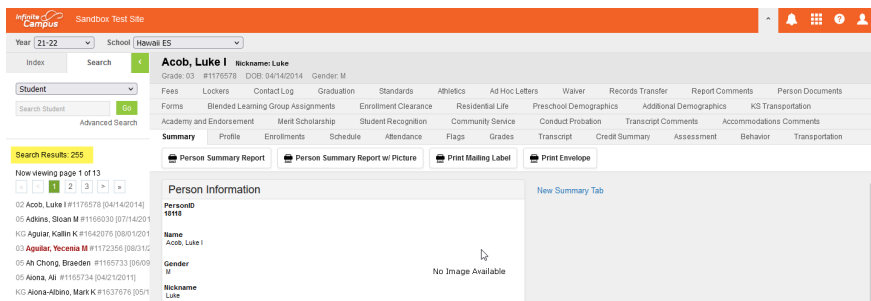 Infinite Campus Sandbox Test Site
Year 21-22 School Hawaii ES
Index Search
Student
Search Student Go
Advanced Search
Search Results: 255
Now viewing page 1 of 13
« < 1 2 3 > »
02 Acob, Luke I #1176578 [04/14/2014]
05 Adkins, Sloan M #1166030 [07/14/201
KG Aguiar, Kallin K #1642076 [08/01/201
03 Aguilar, Yecenia M #1172356 [08/31/2
05 Ah Chong, Braeden #1165733 [06/09
05 Aiona, Ali #1165734 [04/21/2011]
KG Aiona-Albino, Mark K #1637676 [05/1
Acob, Luke I Nickname: Luke
Grade: 03 #1176578 DOB: 04/14/2014 Gender: M
Fees Lockers Contact Log Graduation Standards Athletics Ad Hoc Letters Waiver Records Transfer Report Comments Person Documents
Forms Blended Learning Group Assignments Enrollment Clearance Residential Life Preschool Demographics Additional Demographics KS Transportation
Academy and Endorsement Merit Scholarship Student Recognition Community Service Conduct Probation Transcript Comments Accommodations Comments
Summary Profile Enrollments Schedule Attendance Flags Grades Transcript Credit Summary Assessment Behavior Transportation
Person Summary Report Person Summary Report w/ Picture Print Mailing Label Print Envelope
Person Information
PersonID
18118
Name
Acob, Luke I
Gender
M
Nickname
Luke
No Image Available
New Summary Tab